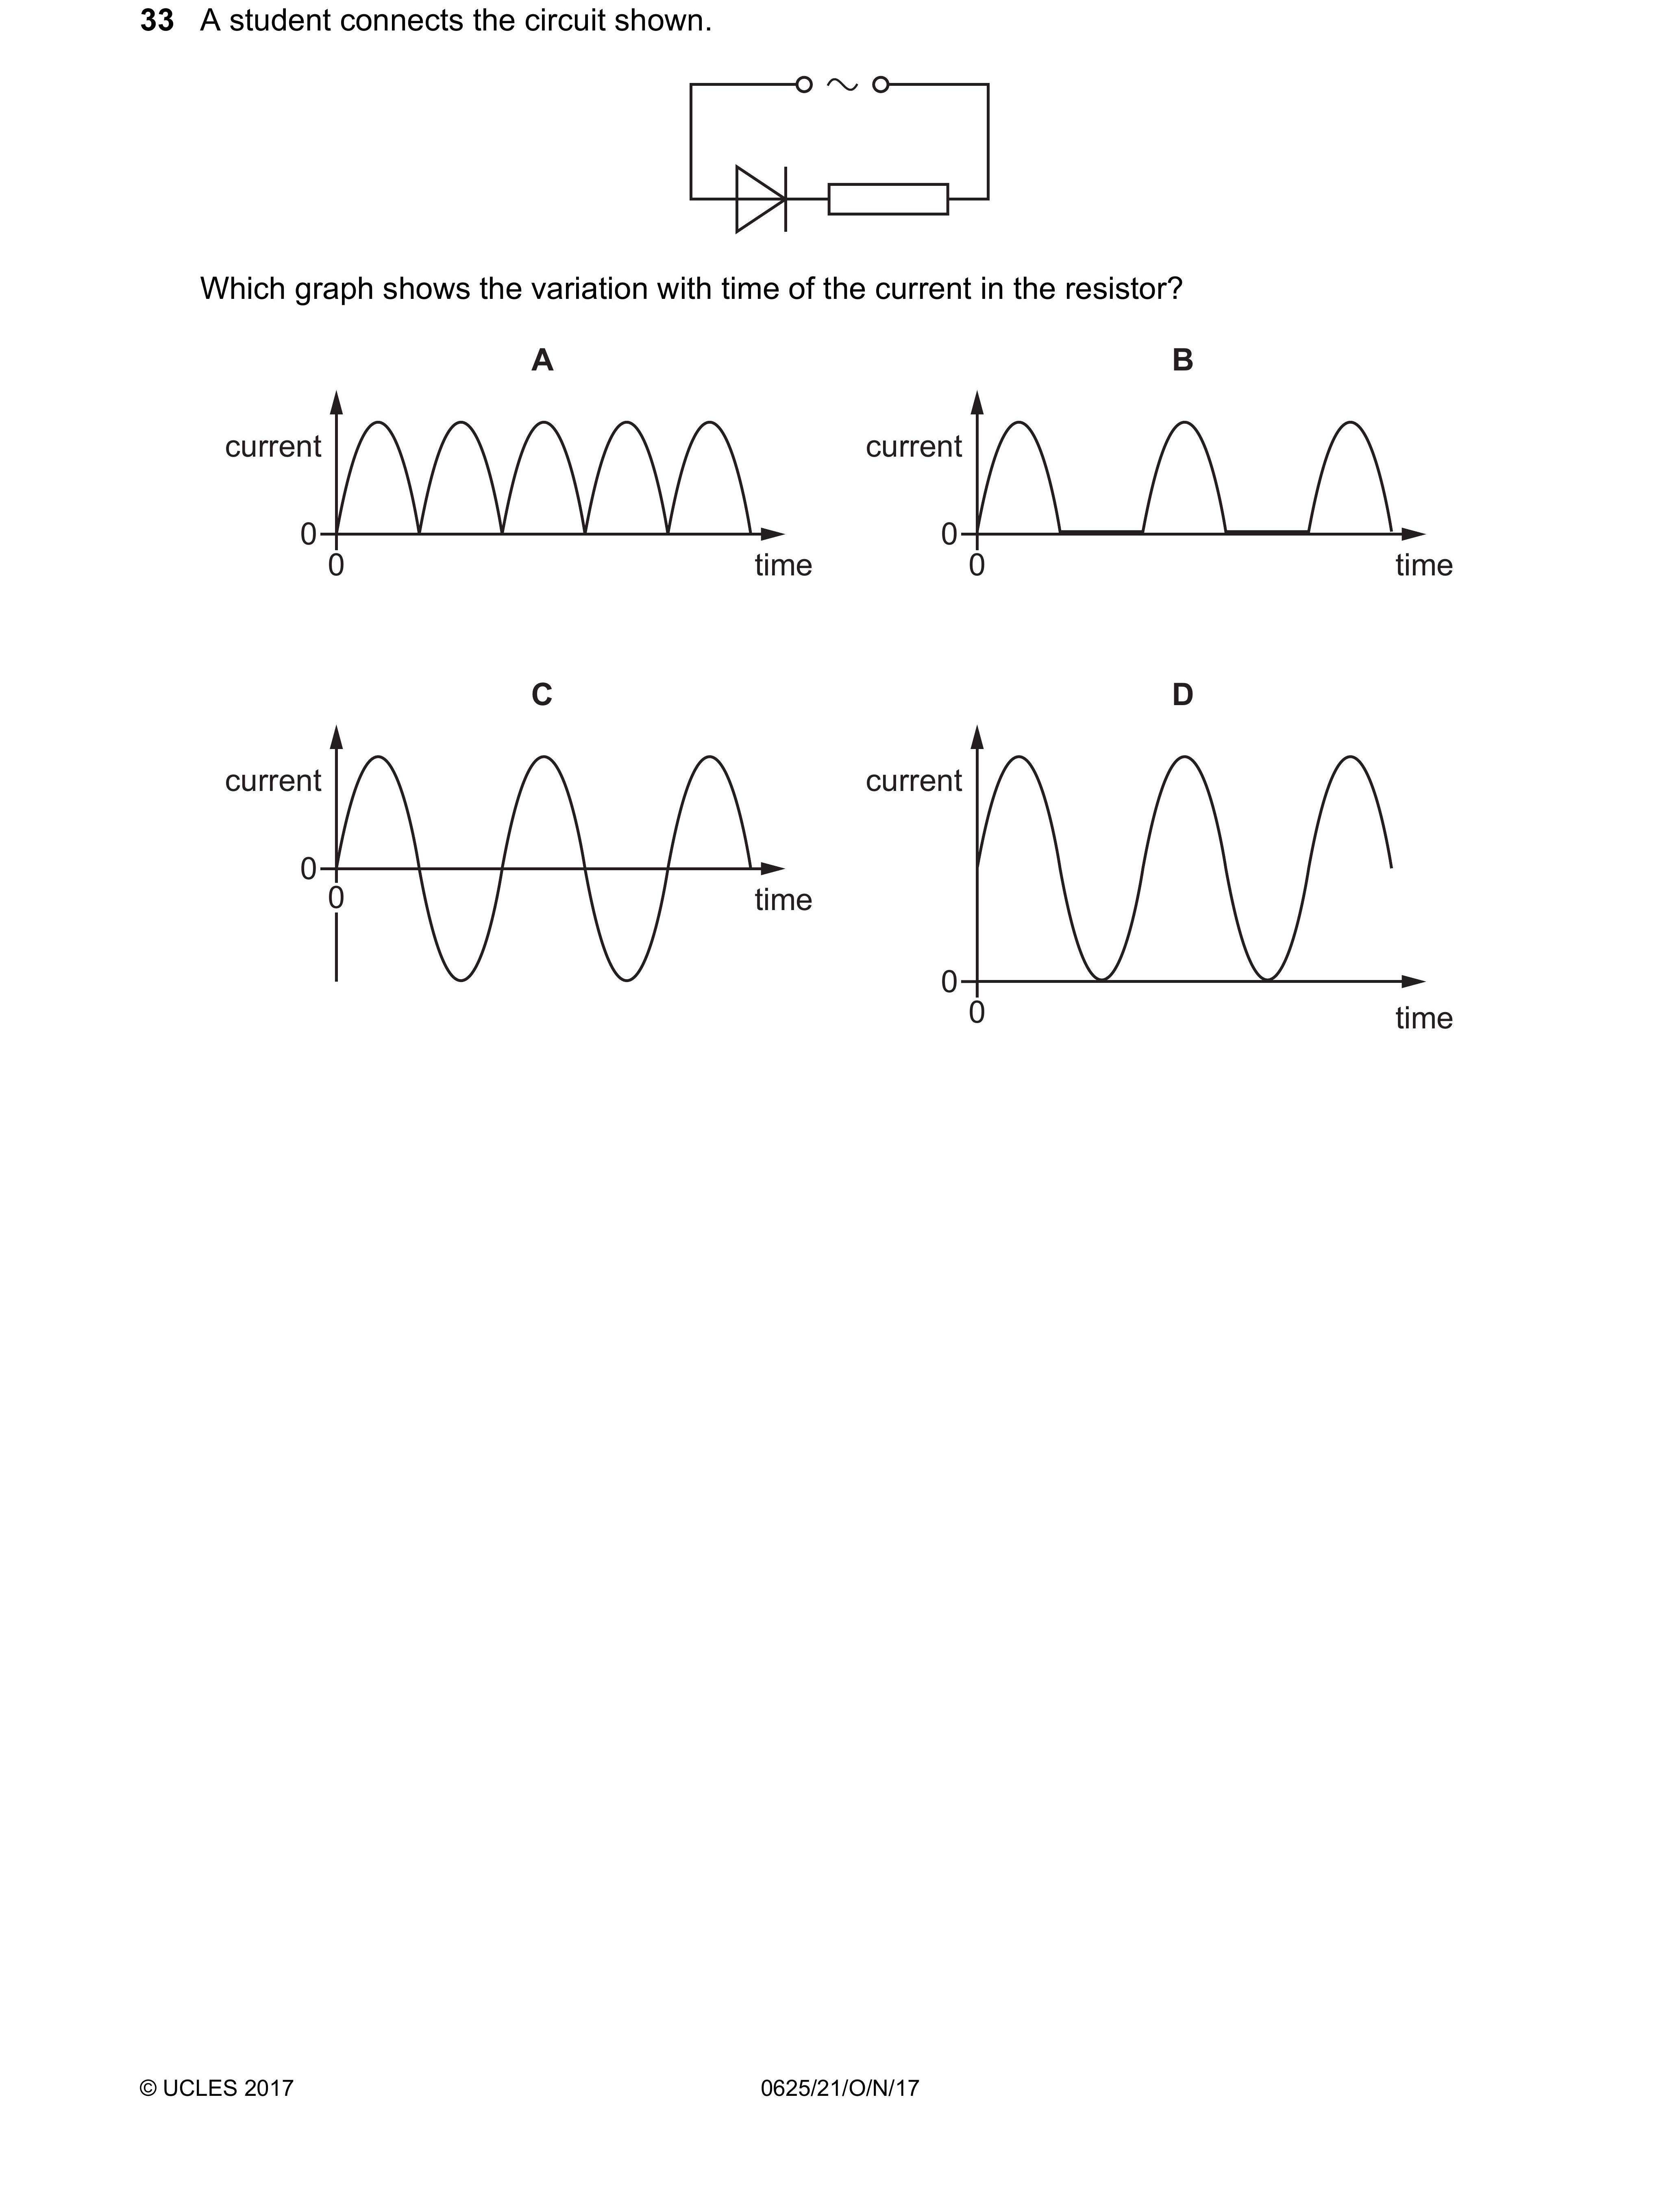 33 A student connects the circuit shown.
Which graph shows the variation with time of the current in the resistor?
A
current
0
0
time
B
current
0
0
time
C
current
0
0
time
D
current
0
0
time
© UCLES 2017
0625/21/O/N/17